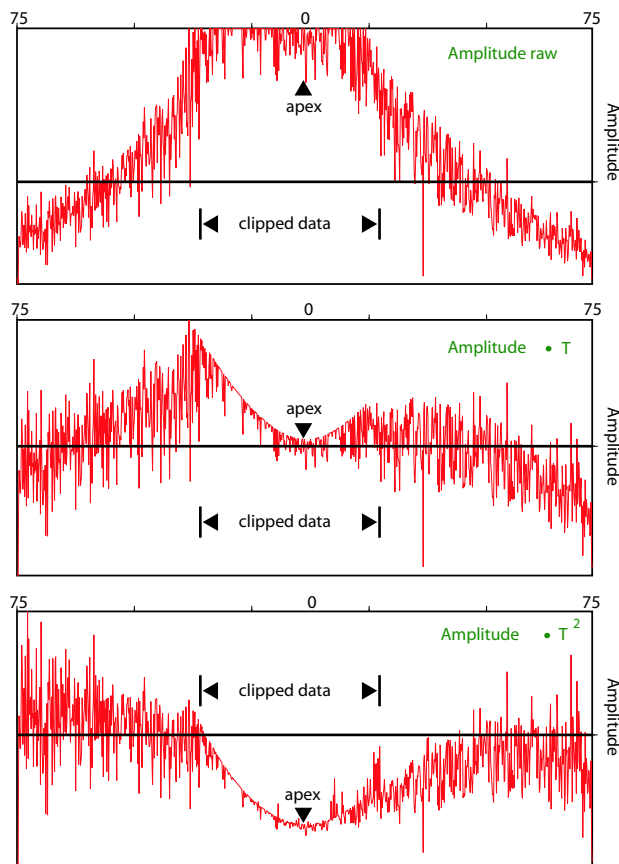 75 0 75
Amplitude raw
apex
Amplitude
clipped data
75 0 75
Amplitude • T
apex
Amplitude
clipped data
75 0 75
Amplitude • T 2
clipped data
Amplitude
apex